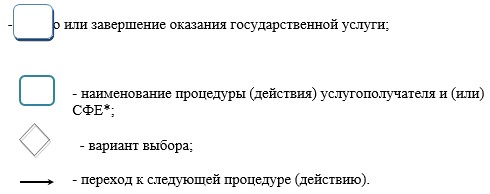 - о или завершение оказания государственной услуги;
- наименование процедуры (действия) услугополучателя и (или)
СФЕ*;
- вариант выбора;
- переход к следующей процедуре (действию).